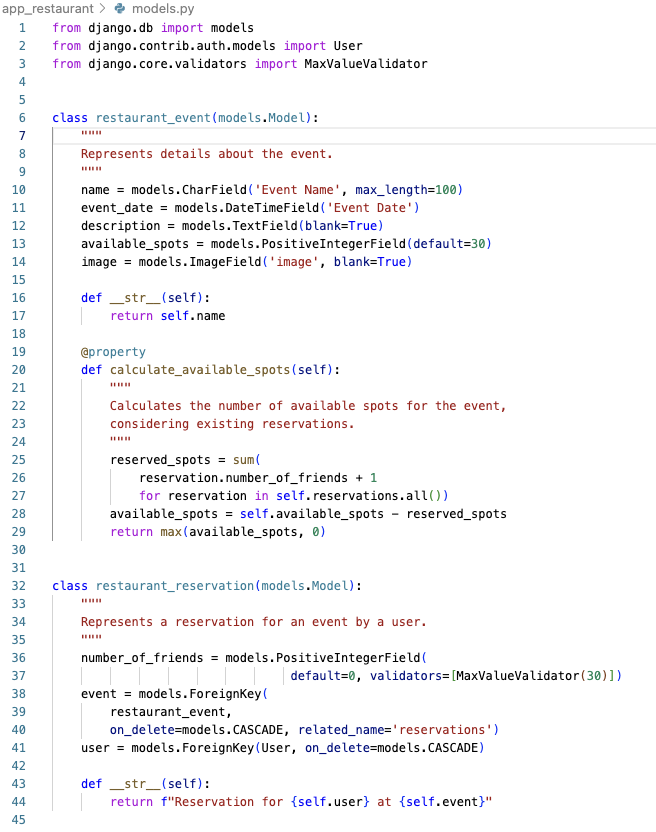 app_restaurant > models.py
1 from django.db import models
2 from django.contrib.auth.models import User
3 from django.core.validators import MaxValueValidator
4
5
6 class restaurant_event(models.Model):
7     """
8     Represents details about the event.
9     """
10     name = models.CharField('Event Name', max_length=100)
11     event_date = models.DateTimeField('Event Date')
12     description = models.TextField(blank=True)
13     available_spots = models.PositiveIntegerField(default=30)
14     image = models.ImageField('image', blank=True)
15
16     def __str__(self):
17         return self.name
18
19     @property
20     def calculate_available_spots(self):
21         """
22         Calculates the number of available spots for the event,
23         considering existing reservations.
24         """
25         reserved_spots = sum(
26             reservation.number_of_friends + 1
27             for reservation in self.reservations.all())
28         available_spots = self.available_spots - reserved_spots
29         return max(available_spots, 0)
30
31
32 class restaurant_reservation(models.Model):
33     """
34     Represents a reservation for an event by a user.
35     """
36     number_of_friends = models.PositiveIntegerField(
37                                  default=0, validators=[MaxValueValidator(30)])
38     event = models.ForeignKey(
39         restaurant_event,
40         on_delete=models.CASCADE, related_name='reservations')
41     user = models.ForeignKey(User, on_delete=models.CASCADE)
42
43     def __str__(self):
44         return f"Reservation for {self.user} at {self.event}"
45